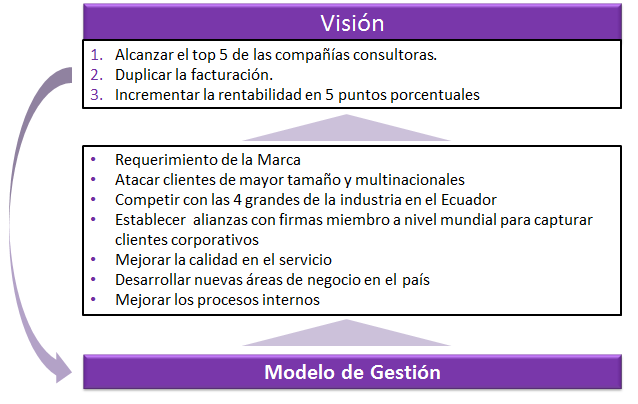 Visión
1. Alcanzar el top 5 de las compañías consultoras.
2. Duplicar la facturación.
3. Incrementar la rentabilidad en 5 puntos porcentuales
• Requerimiento de la Marca
• Atacar clientes de mayor tamaño y multinacionales
• Competir con las 4 grandes de la industria en el Ecuador
• Establecer alianzas con firmas miembro a nivel mundial para capturar
clientes corporativos
• Mejorar la calidad en el servicio
• Desarrollar nuevas áreas de negocio en el país
• Mejorar los procesos internos
Modelo de Gestión